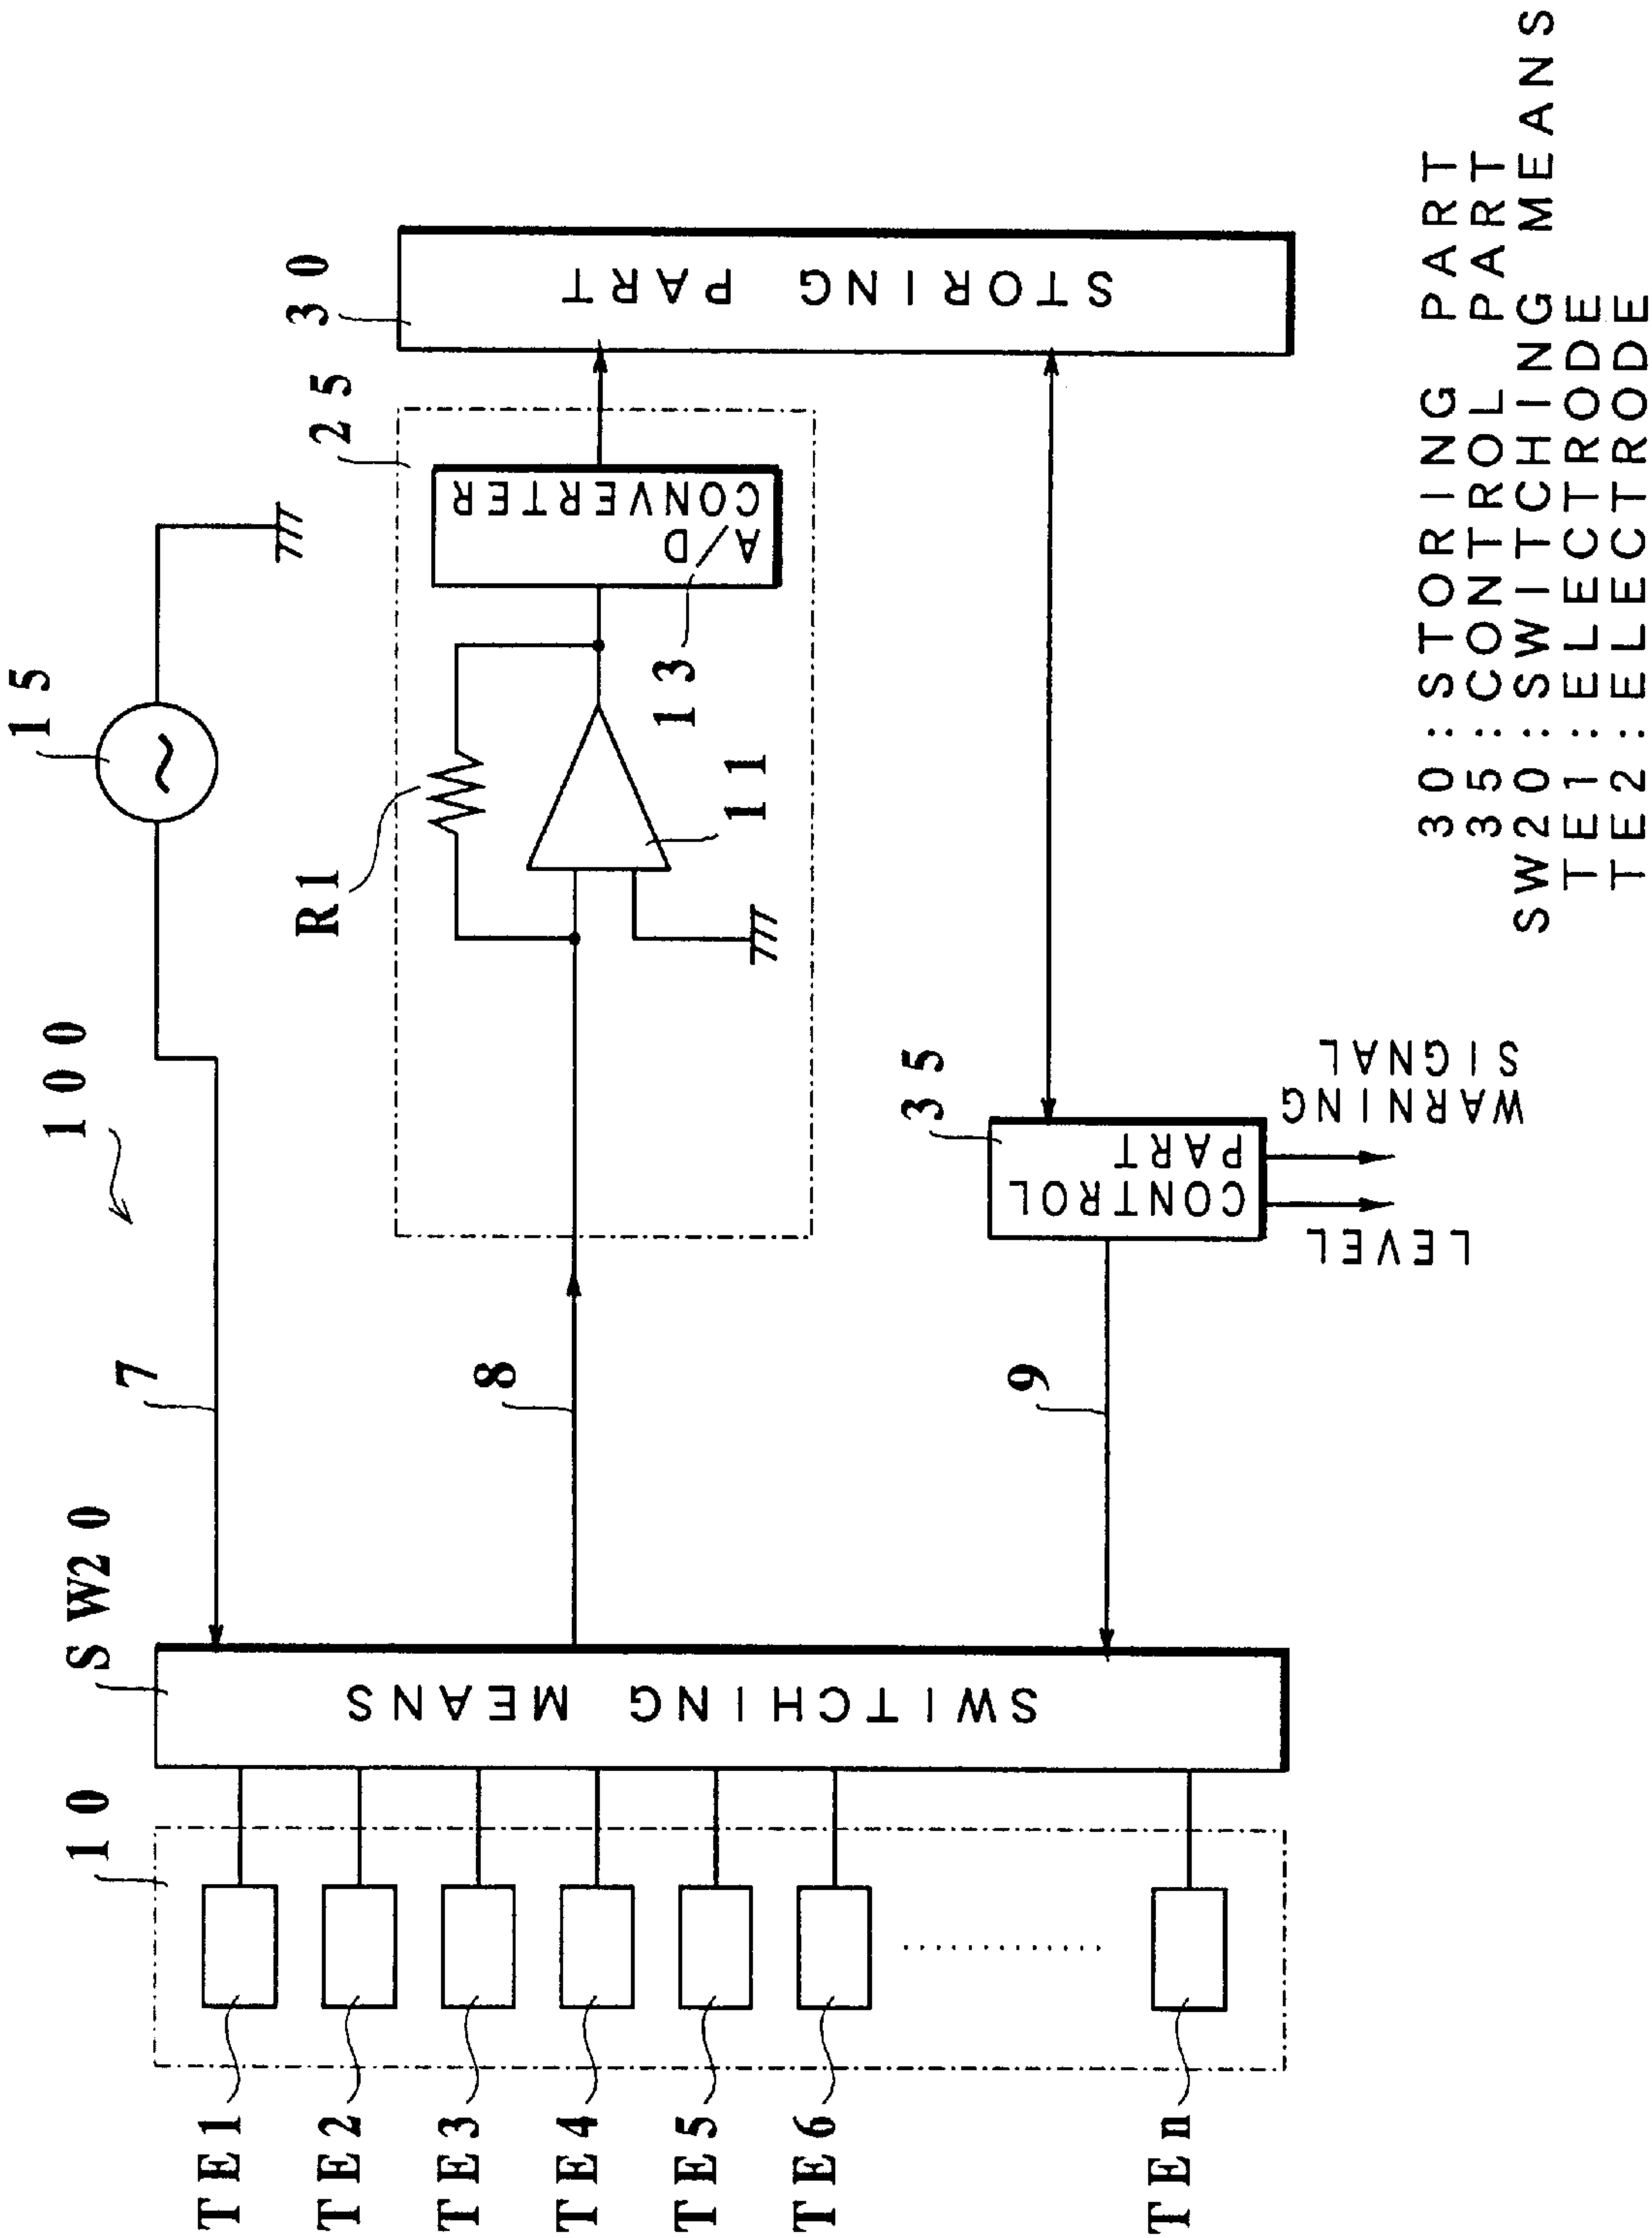 15
100
7
SW20
10
30
25
R1
13
11
8
35
9
TE1
TE2
TE3
TE4
TE5
TE6
TEn
SWITCHING MEANS
A/D
CONVERTER
STORING PART
CONTROL
PART
LEVEL
WARNING
SIGNAL
30:STORING PART
35:CONTROL PART
SW20:SWITCHING MEANS
TE1:ELECTRODE
TE2:ELECTRODE